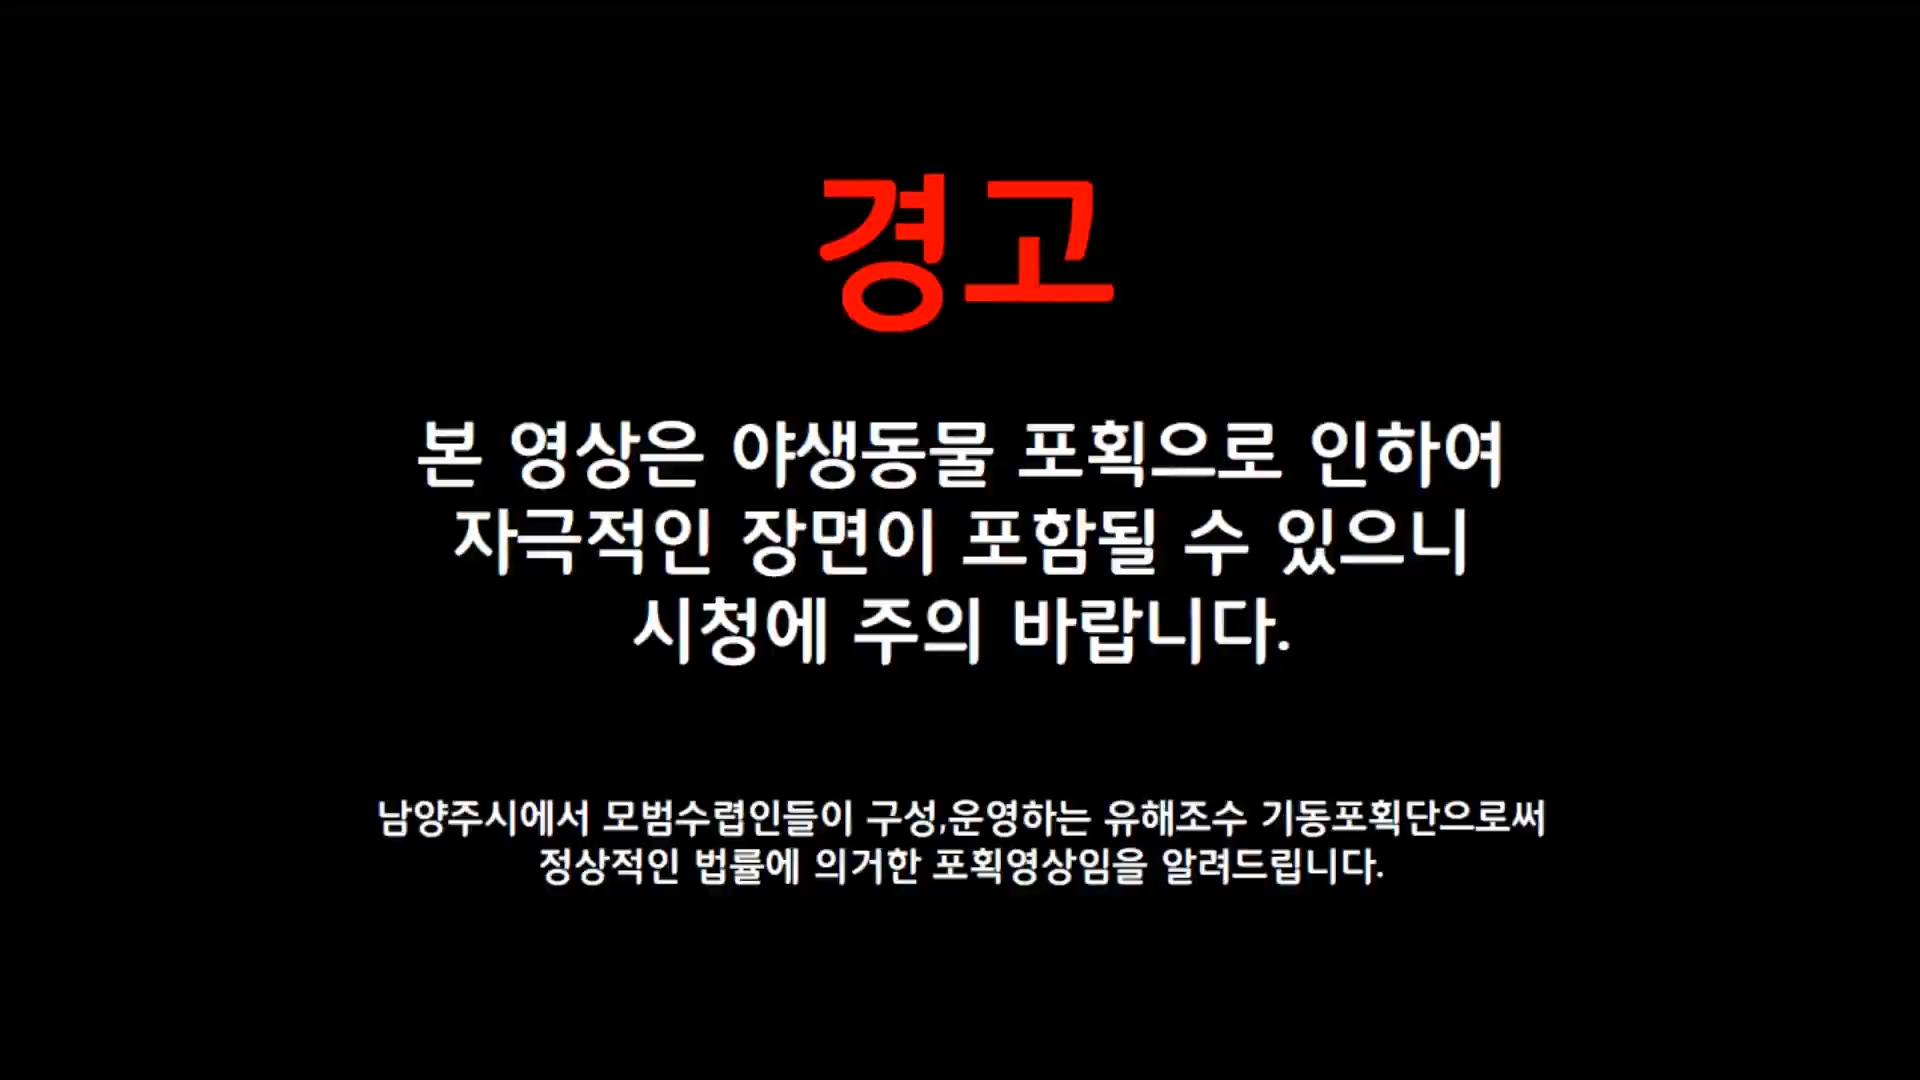 경고
본 영상은 야생동물 포획으로 인하여
자극적인 장면이 포함될 수 있으니
시청에 주의 바랍니다.
남양주시에서 모범수렵인들이 구성,운영하는 유해조수 기동포획단으로써
정상적인 법률에 의거한 포획영상임을 알려드립니다.